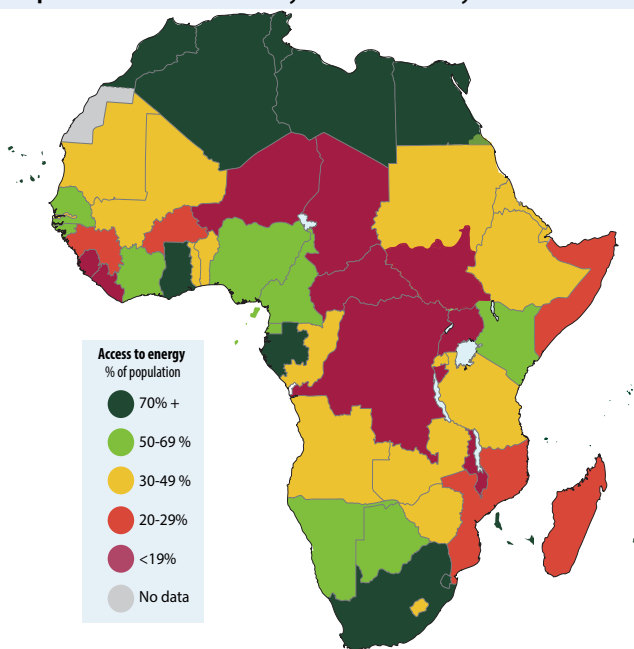 Access to energy
% of population
70% +
50-69 %
30-49 %
20-29%
<19%
No data